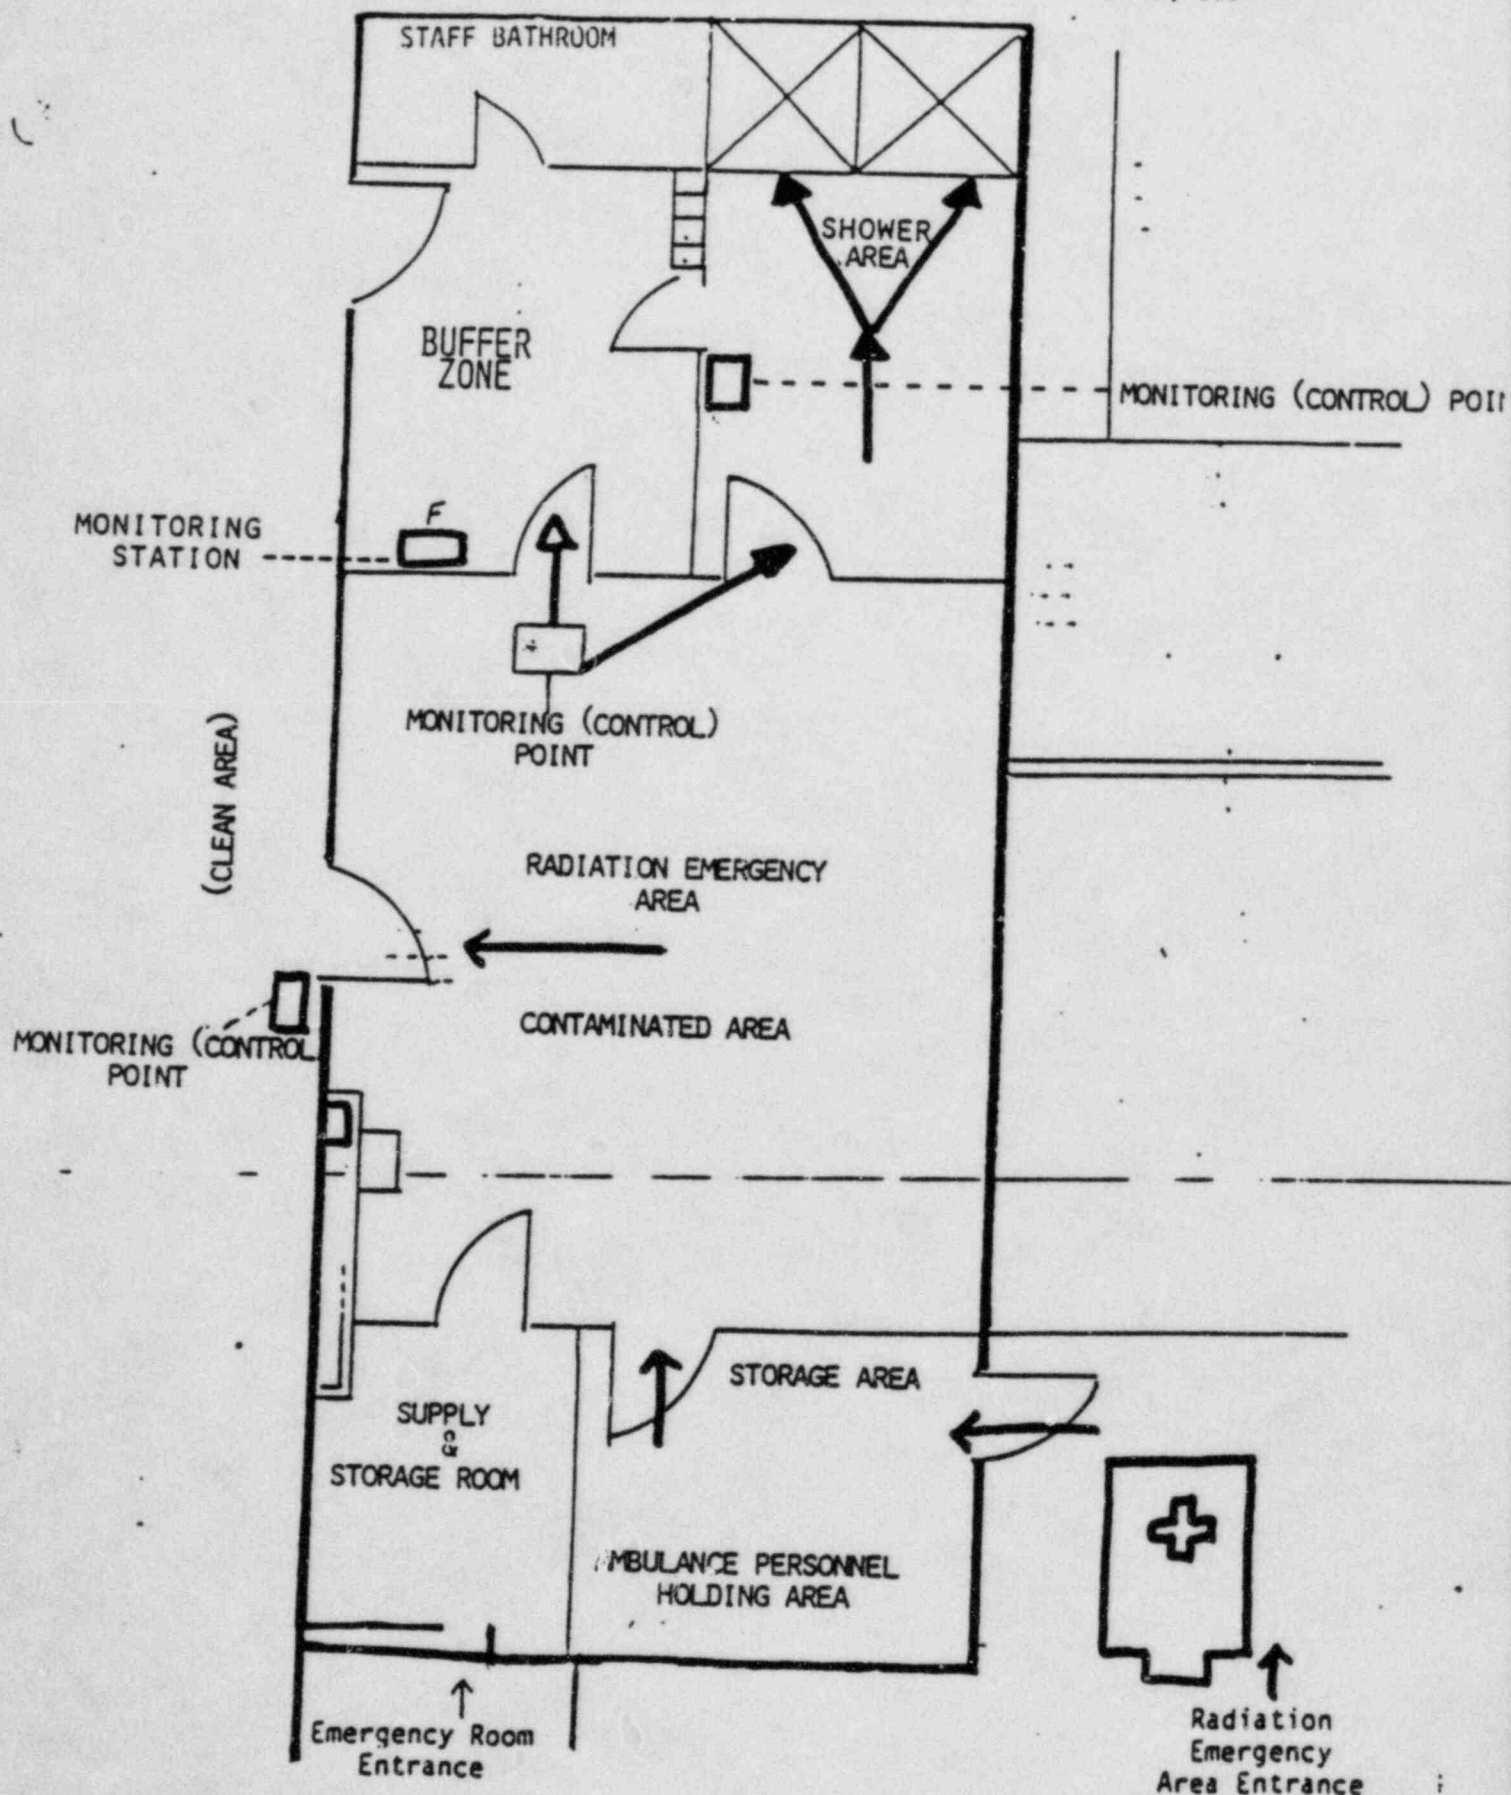 STAFF BATHROOM
SHOWER
AREA
BUFFER
ZONE
MONITORING (CONTROL) POI
F
MONITORING
STATION
MONITORING (CONTROL)
POINT
(CLEAN AREA)
RADIATION EMERGENCY
AREA
CONTAMINATED AREA
MONITORING (CONTROL
POINT
STORAGE AREA
SUPPLY
&
STORAGE ROOM
MBULANCE PERSONNEL
HOLDING AREA
Emergency Room
Entrance
Radiation
Emergency
Area Entrance